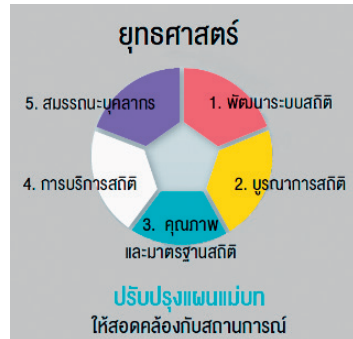 ยุทธศาสตร์
5. สมรรถนะบุคลากร
1. พัฒนาระบบสถิติ
4. การบริการสถิติ
2. บูรณาการสถิติ
3. คุณภาพ
และมาตรฐานสถิติ
ปรับปรุงแผนแม่บท
ให้สอดคล้องกับสถานการณ์